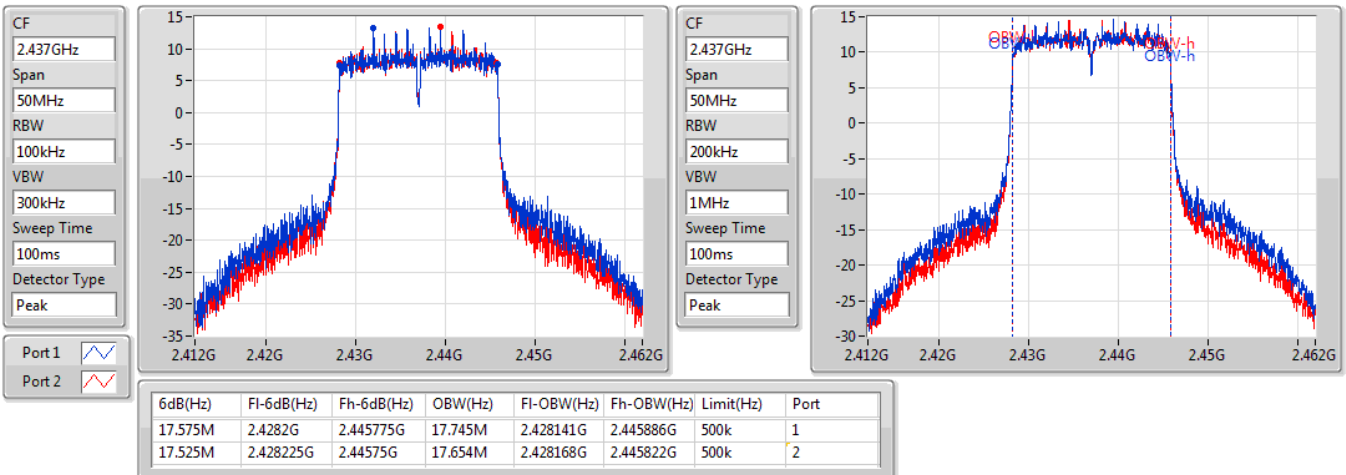 CF
2.437GHz
Span
50MHz
RBW
100kHz
VBW
300kHz
Sweep Time
100ms
Detector Type
Peak
Port 1
Port 2
15-
10-
5-
0-
-5-
-10-
-15-
-20-
-25-
-30-
-35-
2.412G 2.42G 2.43G 2.44G 2.45G 2.462G
CF
2.437GHz
Span
50MHz
RBW
200kHz
VBW
1MHz
Sweep Time
100ms
Detector Type
Peak
15-
10-
5-
0-
-5-
-10-
-15-
-20-
-25-
-30-
2.412G 2.42G 2.43G 2.44G 2.45G 2.462G
OBW-h
OBW-h
6dB(Hz) Fl-6dB(Hz) Fh-6dB(Hz) OBW(Hz) Fl-OBW(Hz) Fh-OBW(Hz) Limit(Hz) Port
17.575M 2.4282G 2.445775G 17.745M 2.428141G 2.445886G 500k 1
17.525M 2.428225G 2.44575G 17.654M 2.428168G 2.445822G 500k 2